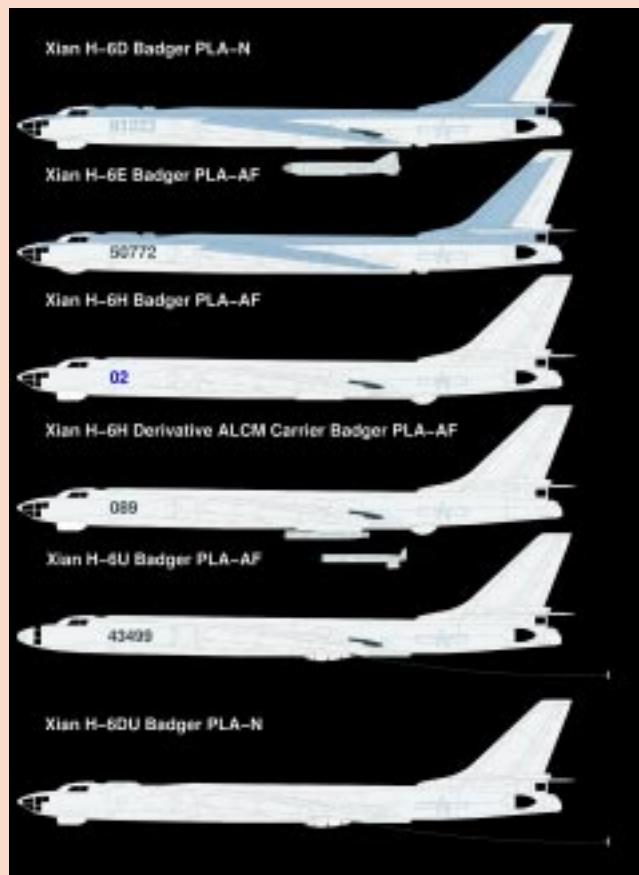 Xian H-6D Badger PLA-N
Xian H-6E Badger PLA-AF
50772
Xian H-6H Badger PLA-AF
02
Xian H-6H Derivative ALCM Carrier Badger PLA-AF
089
Xian H-6U Badger PLA-AF
43499
Xian H-6DU Badger PLA-N